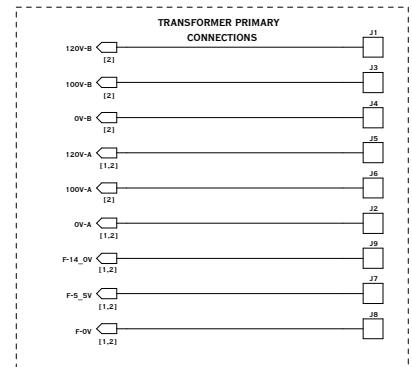 TRANSFORMER PRIMARY
CONNECTIONS
120V-B
[2]
J1
100V-B
[2]
J3
0V-B
[2]
J4
120V-A
[1,2]
J5
100V-A
[2]
J6
0V-A
[1,2]
J2
F-14_0V
[1,2]
J9
F-5_5V
[1,2]
J7
F-0V
[1,2]
J8